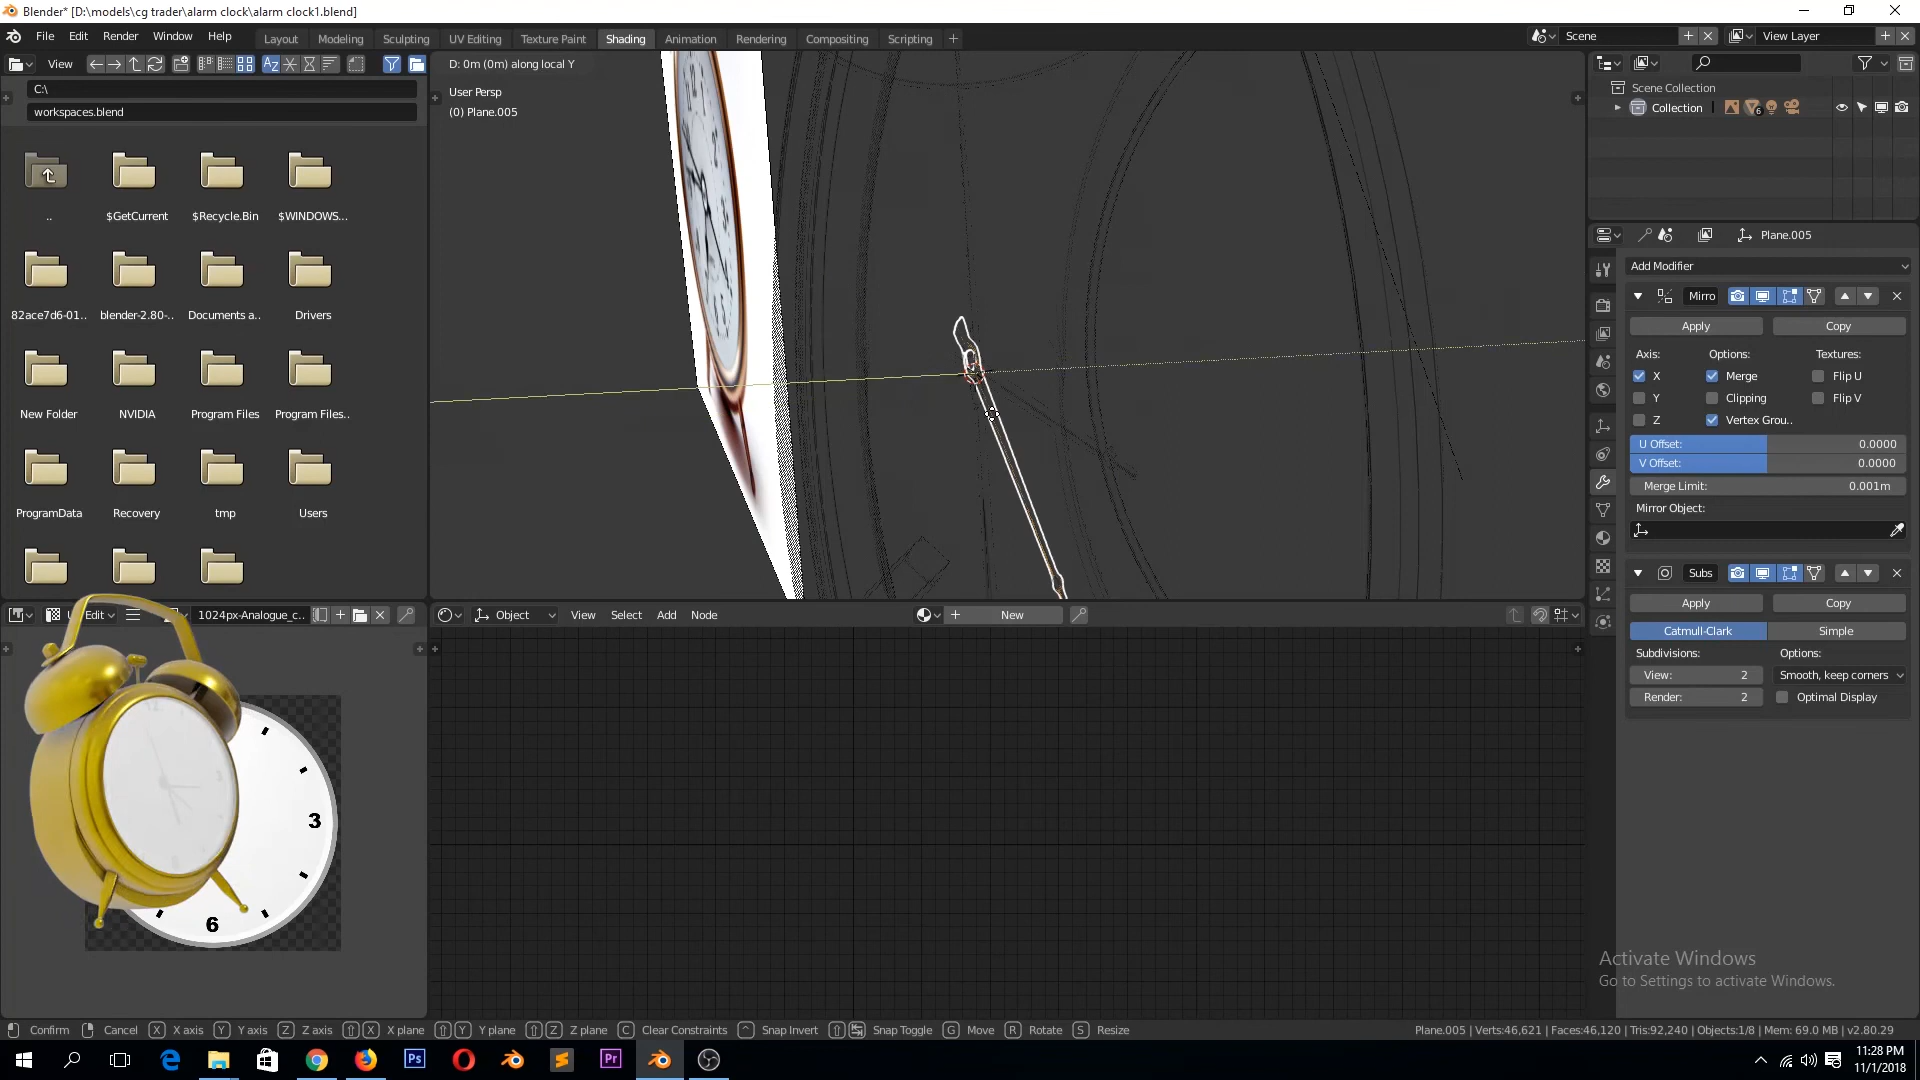 Blender* [D:\models\cg trader\alarm clock\alarm clock1.blend]
File Edit Render Window Help
Layout Modeling Sculpting UV Editing Texture Paint Shading Animation Rendering Compositing Scripting
Scene
View Layer
View
C:\
workspaces.blend
..
$GetCurrent
$Recycle.Bin
$WINDOWS...
82ace7d6-01..
blender-2.80-..
Documents a..
Drivers
New Folder
NVIDIA
Program Files
Program Files..
ProgramData
Recovery
tmp
Users
D: 0m (0m) along local Y
User Persp
(0) Plane.005
Scene Collection
Collection
6
Plane.005
Add Modifier
Mirro
Apply
Copy
Axis:
Options:
Textures:
X
Merge
Flip U
Y
Clipping
Flip V
Z
Vertex Grou..
U Offset: 0.0000
V Offset: 0.0000
Merge Limit: 0.001m
Mirror Object:
Subs
Apply
Copy
Catmull-Clark
Simple
Subdivisions:
Options:
View: 2
Smooth, keep corners
Render: 2
Optimal Display
Edit
1024px-Analogue_c..
Object
View Select Add Node
New
3
6
Activate Windows
Go to Settings to activate Windows.
Confirm Cancel X X axis Y Y axis Z Z axis X X plane Y Y plane Z Z plane C Clear Constraints ^ Snap Invert Snap Toggle G Move R Rotate S Resize
Plane.005 | Verts:46,621 | Faces:46,120 | Tris:92,240 | Objects:1/8 | Mem: 69.0 MB | v2.80.29
Ps
Pr
11:28 PM
11/1/2018